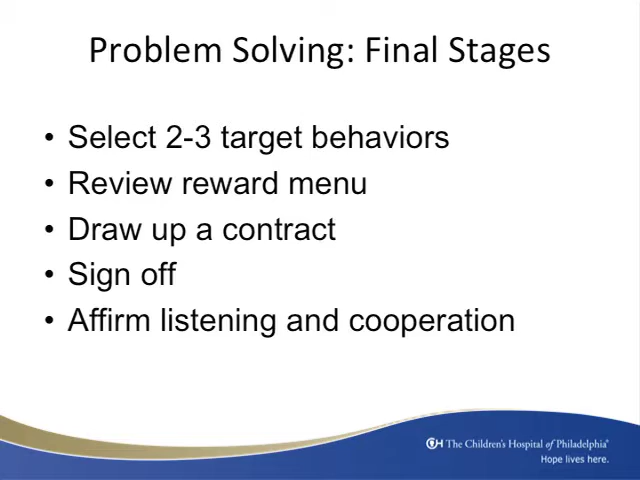 Problem Solving: Final Stages
• Select 2-3 target behaviors
• Review reward menu
• Draw up a contract
• Sign off
• Affirm listening and cooperation
The Children's Hospital of Philadelphia®
Hope lives here.